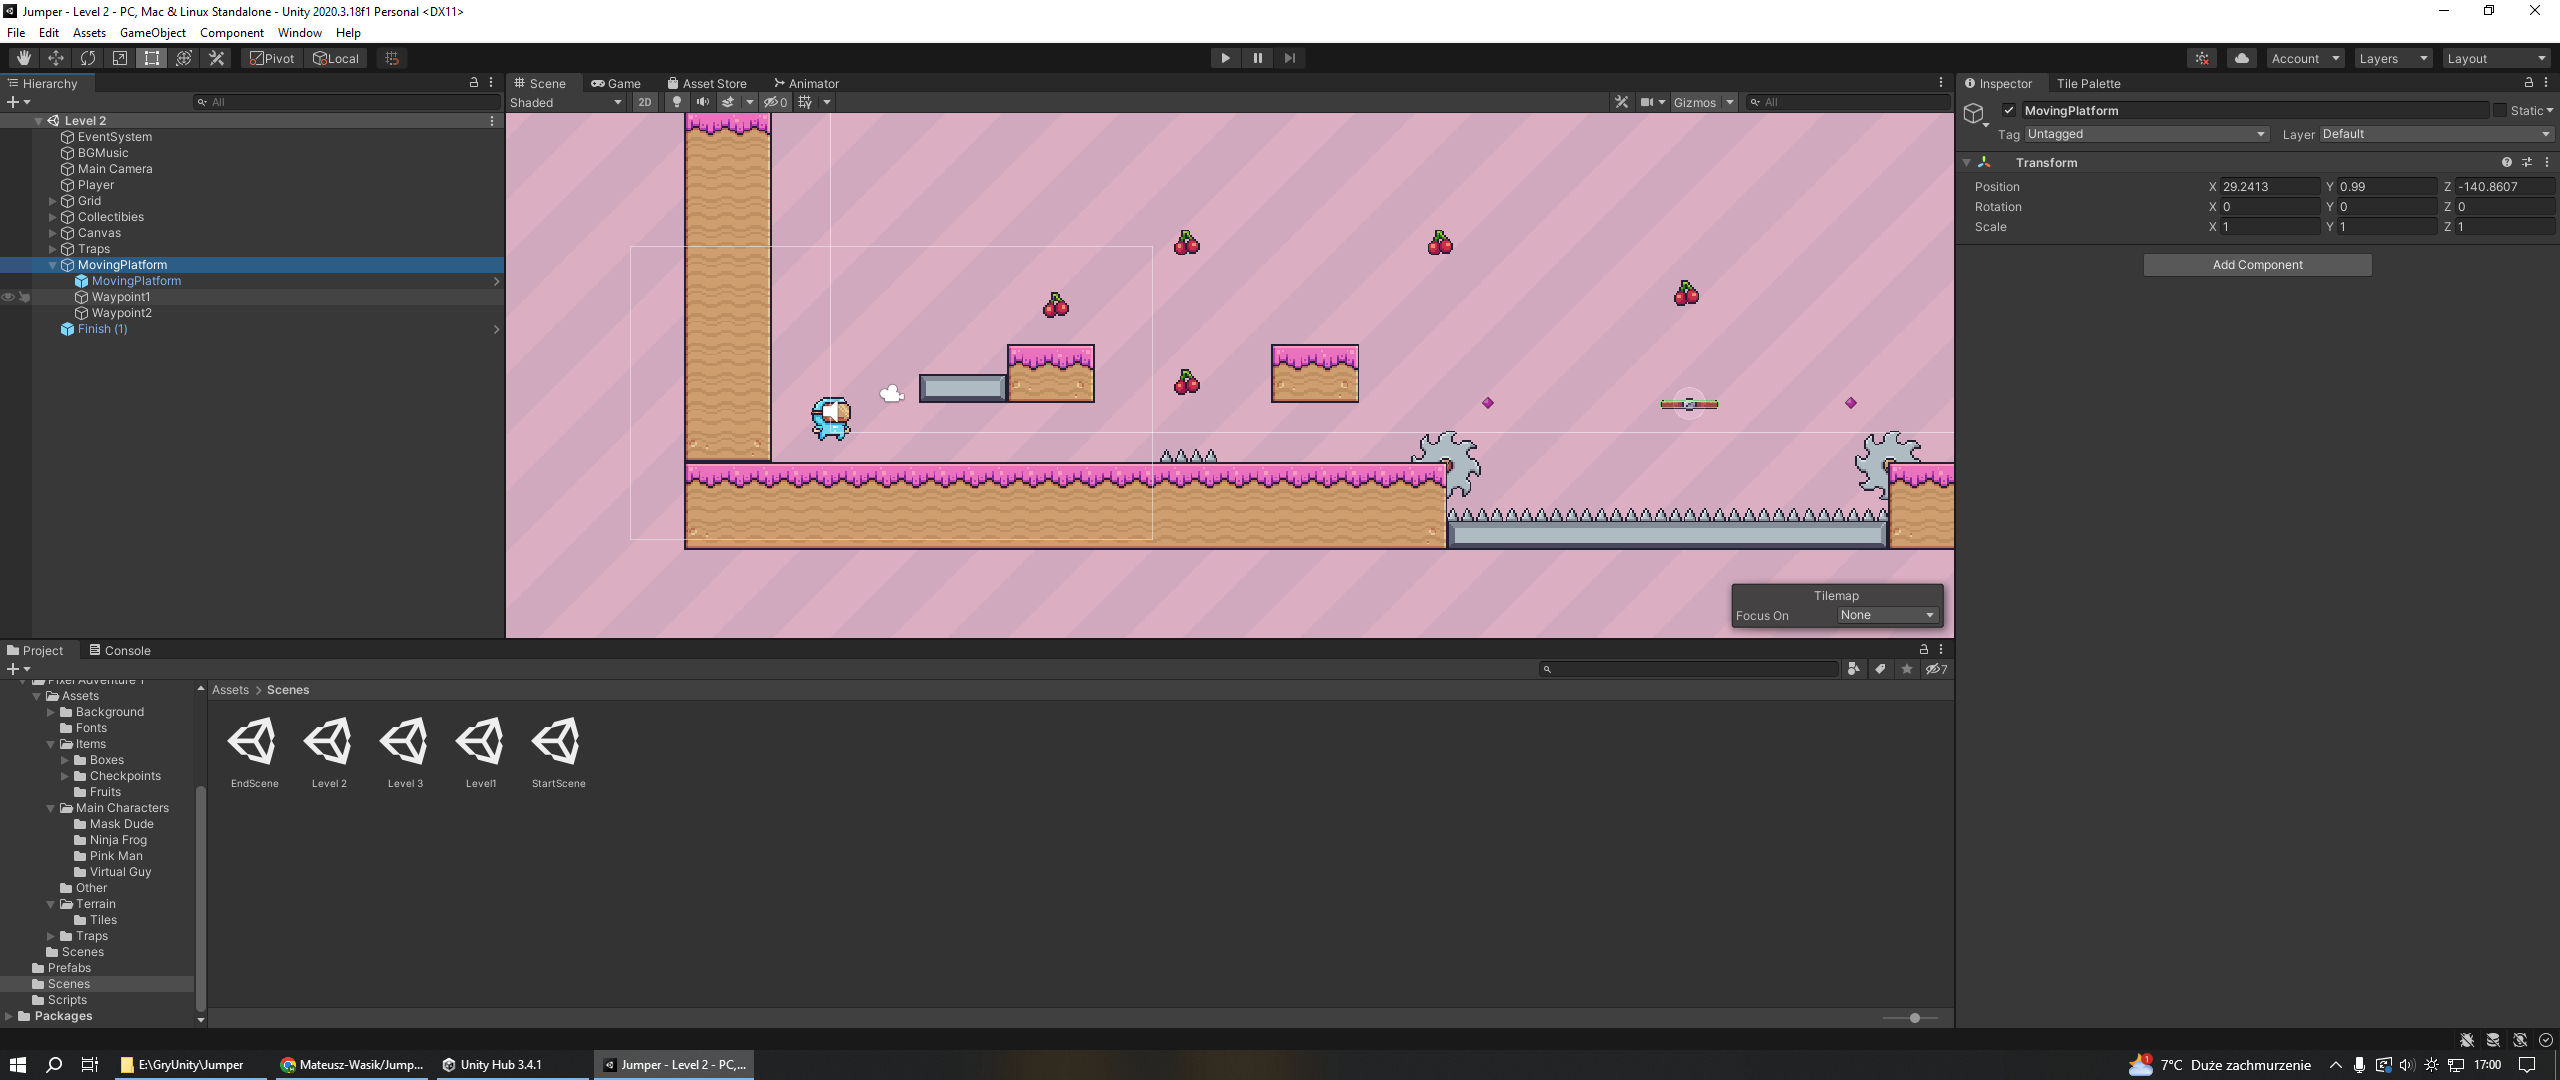 Jumper - Level 2 - PC, Mac & Linux Standalone - Unity 2020.3.18f1 Personal <DX11>
File Edit Assets GameObject Component Window Help
Pivot Local Account Layers Layout
Hierarchy
All
Level 2
EventSystem
BGMusic
Main Camera
Player
Grid
Collectibies
Canvas
Traps
MovingPlatform
MovingPlatform
Waypoint1
Waypoint2
Finish (1)
Scene Game Asset Store Animator
Shaded 2D 0 Gizmos All
Tilemap
Focus On None
Inspector Tile Palette
MovingPlatform Static
Tag Untagged Layer Default
Transform
Position X 29.2413 Y 0.99 Z -140.8607
Rotation X 0 Y 0 Z 0
Scale X 1 Y 1 Z 1
Add Component
Project Console
7
Pixel Adventure 1
Assets
Background
Fonts
Items
Boxes
Checkpoints
Fruits
Main Characters
Mask Dude
Ninja Frog
Pink Man
Virtual Guy
Other
Terrain
Tiles
Traps
Scenes
Prefabs
Scenes
Scripts
Packages
Assets > Scenes
EndScene Level 2 Level 3 Level1 StartScene
E:\GryUnity\Jumper Mateusz-Wasik/Jump... Unity Hub 3.4.1 Jumper - Level 2 - PC,... 1 7°C Duże zachmurzenie 17:00